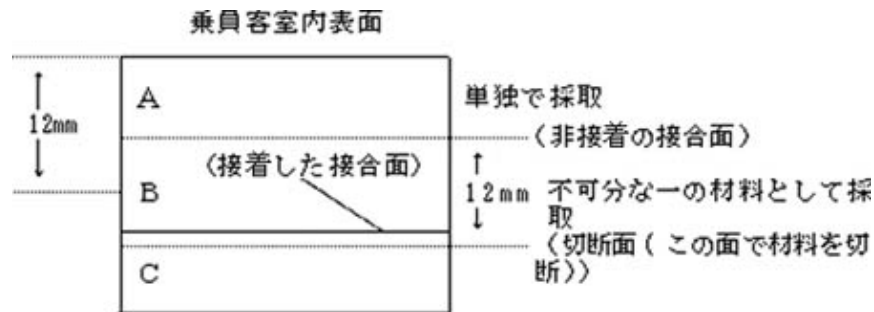 乗員客室内表面
A
12mm
単独で採取
(非接着の接合面)
(接着した接合面)
B
12mm
不可分な一の材料として採
取
(切断面(この面で材料を切
断))
C